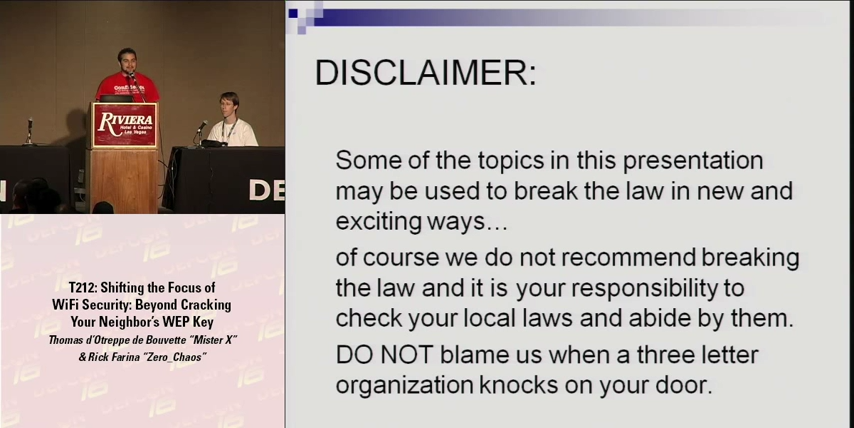 RIVIERA
Hotel & Casino
Las Vegas
N
DE
T212: Shifting the Focus of
WiFi Security: Beyond Cracking
Your Neighbor's WEP Key
Thomas d'Otreppe de Bouvette "Mister X"
& Rick Farina "Zero_Chaos"
DISCLAIMER:
Some of the topics in this presentation
may be used to break the law in new and
exciting ways…
of course we do not recommend breaking
the law and it is your responsibility to
check your local laws and abide by them.
DO NOT blame us when a three letter
organization knocks on your door.